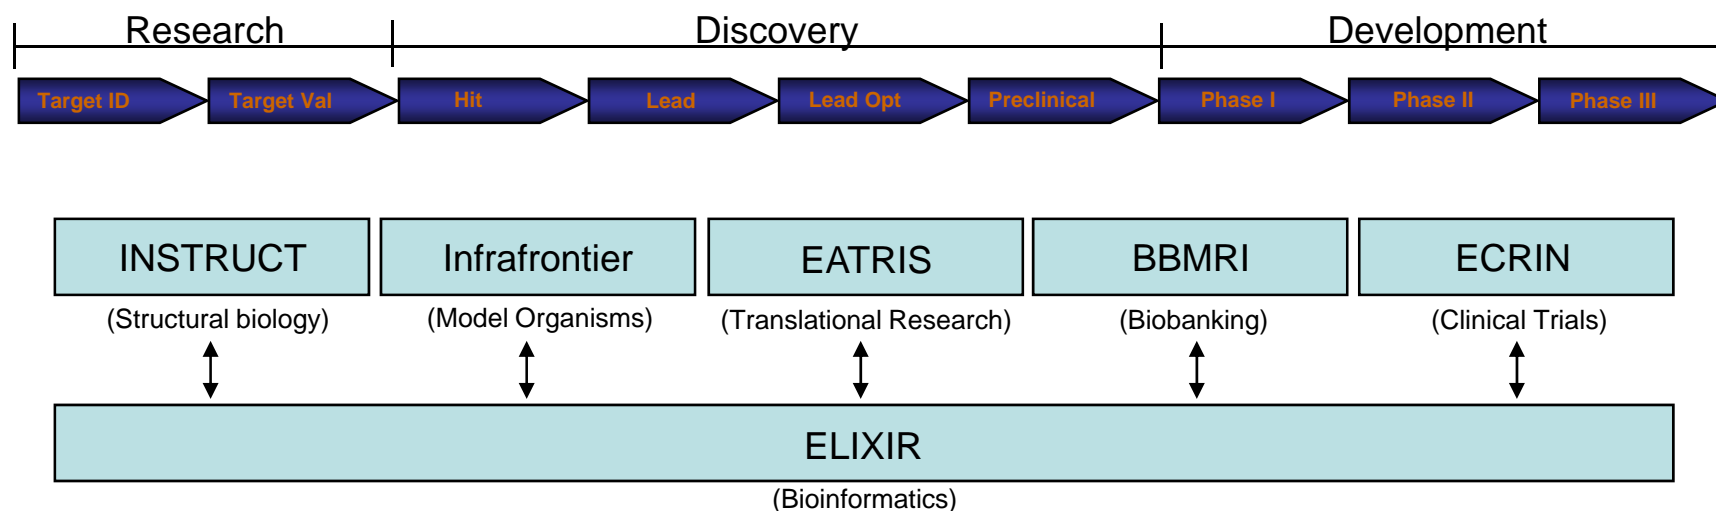 Research Discovery Development
Target ID Target Val Hit Lead Lead Opt Preclinical Phase I Phase II Phase III
INSTRUCT Infrafrontier EATRIS BBMRI ECRIN
(Structural biology) (Model Organisms) (Translational Research) (Biobanking) (Clinical Trials)
ELIXIR
(Bioinformatics)